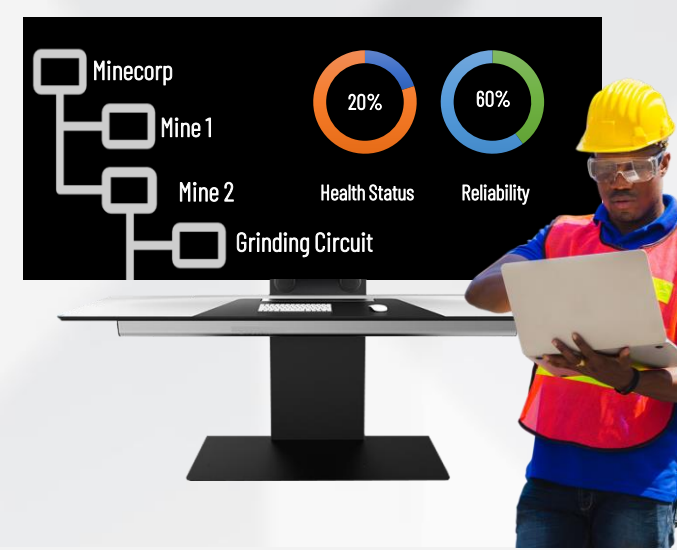 Minecorp
Mine 1
Mine 2
Grinding Circuit
20%
60%
Health Status
Reliability